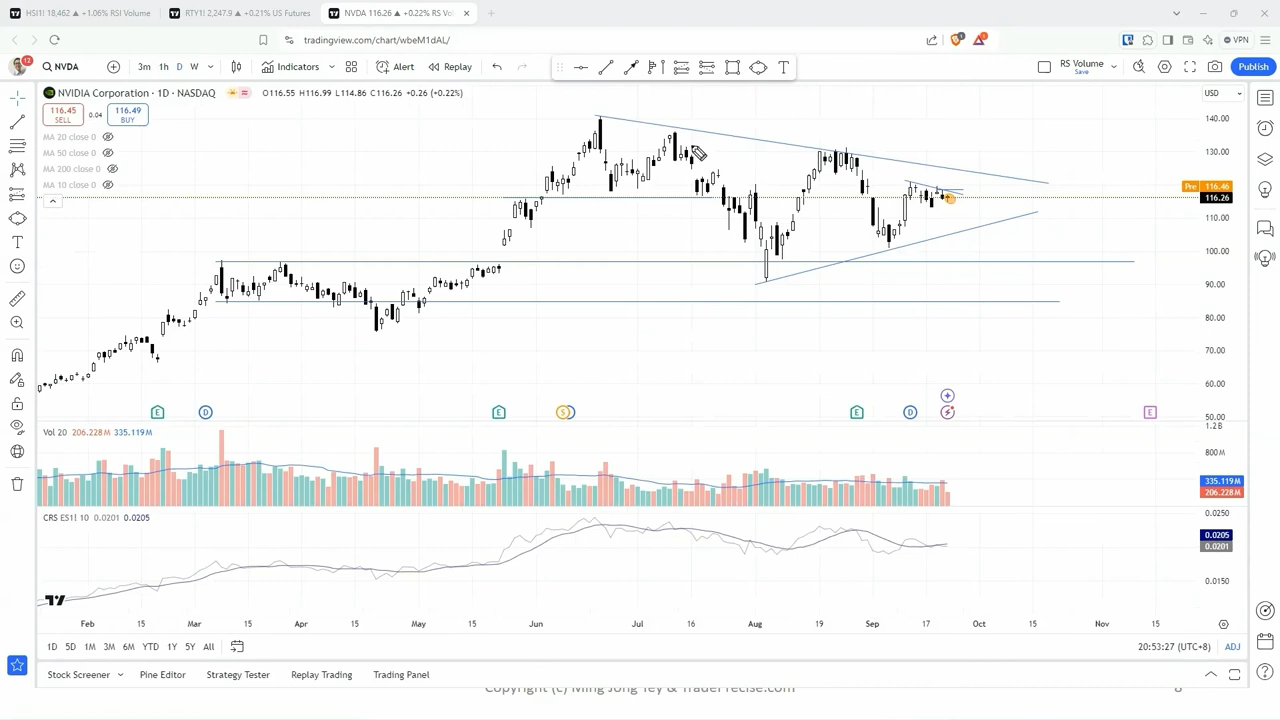 HSI1! 18,462 ▲ +1.06% RSI Volume
RTY1! 2,247.9 ▲ +0.21% US Futures
NVDA 116.26 ▲ +0.22% RS Vo
tradingview.com/chart/wbeM1dAL/
VPN
12
NVDA
3m 1h D W
Indicators
Alert
Replay
RS Volume
Save
Publish
NVIDIA Corporation · 1D · NASDAQ
O116.55 H116.99 L114.86 C116.26 +0.26 (+0.22%)
USD
116.45
SELL
0.04
116.49
BUY
MA 20 close 0
MA 50 close 0
MA 200 close 0
MA 10 close 0
140.00
130.00
Pre 116.46
116.26
110.00
100.00
90.00
80.00
70.00
60.00
50.00
E D E S E D E
Vol 20 206.228M 335.119M
1.2B
800M
335.119M
206.228M
CRS ES1! 10 0.0201 0.0205
0.0250
0.0205
0.0201
0.0150
Feb 15 Mar 15 Apr 15 May 15 Jun Jul 16 Aug 19 Sep 17 Oct 15 Nov 15
1D 5D 1M 3M 6M YTD 1Y 5Y All
20:53:27 (UTC+8) ADJ
Stock Screener
Pine Editor
Strategy Tester
Replay Trading
Trading Panel
Copyright (c) Ming Jong Tey & TradePrecise.com
8